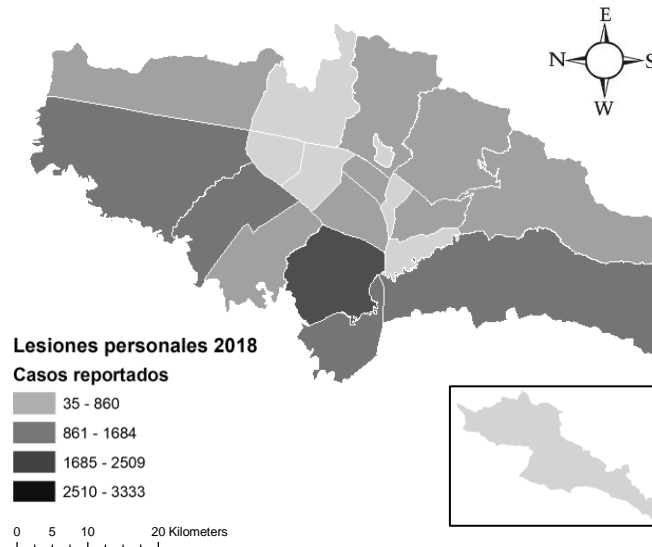 E
N
S
W
Lesiones personales 2018
Casos reportados
35 - 860
861 - 1684
1685 - 2509
2510 - 3333
0 5 10 20 Kilometers